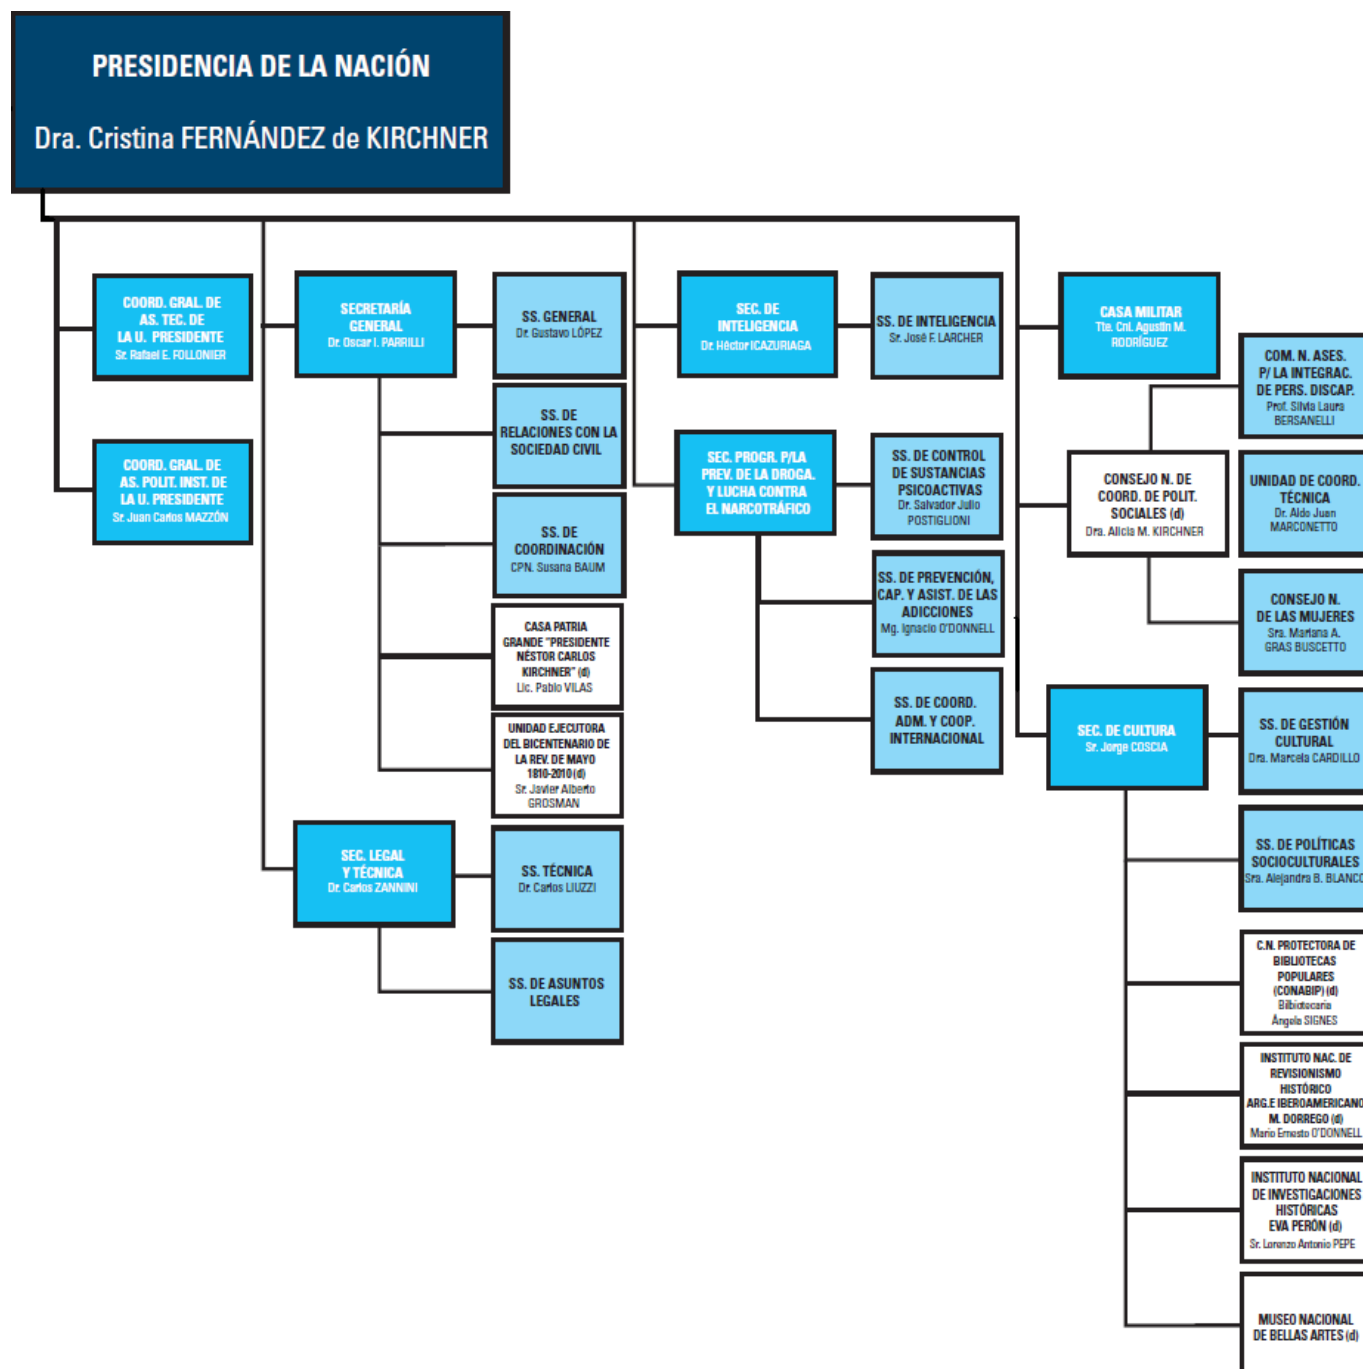 PRESIDENCIA DE LA NACIÓN
Dra. Cristina FERNÁNDEZ de KIRCHNER
COORD. GRAL. DE
AS. TEC. DE
LA U. PRESIDENTE
Sr. Rafael E. FOLLONIER
COORD. GRAL. DE
AS. POLIT. INST. DE
LA U. PRESIDENTE
Sr. Juan Carlos MAZZÓN
SECRETARÍA
GENERAL
Dr. Oscar I. PARRILLI
SS. GENERAL
Dr. Gustavo LÓPEZ
SS. DE
RELACIONES CON LA
SOCIEDAD CIVIL
SS. DE
COORDINACIÓN
CPN. Susana BAUM
CASA PATRIA
GRANDE "PRESIDENTE
NÉSTOR CARLOS
KIRCHNER" (d)
Lic. Pablo VILAS
UNIDAD EJECUTORA
DEL BICENTENARIO DE
LA REV. DE MAYO
1810-2010 (d)
Sr. Javier Alberto
GROSMAN
SEC. LEGAL
Y TÉCNICA
Dr. Carlos ZANNINI
SS. TÉCNICA
Dr. Carlos LIUZZI
SS. DE ASUNTOS
LEGALES
SEC. DE
INTELIGENCIA
Dr. Héctor ICAZURIAGA
SS. DE INTELIGENCIA
Sr. José F. LARCHER
SEC. PROGR. P/LA
PREV. DE LA DROGA.
Y LUCHA CONTRA
EL NARCOTRÁFICO
SS. DE CONTROL
DE SUSTANCIAS
PSICOACTIVAS
Dr. Salvador Julio
POSTIGLIONI
SS. DE PREVENCIÓN,
CAP. Y ASIST. DE LAS
ADICCIONES
Mg. Ignacio O'DONNELL
SS. DE COORD.
ADM. Y COOP.
INTERNACIONAL
CASA MILITAR
Tte. Cnl. Agustín M.
RODRÍGUEZ
CONSEJO N. DE
COORD. DE POLIT.
SOCIALES (d)
Dra. Alicia M. KIRCHNER
COM. N. ASES.
P/ LA INTEGRAC.
DE PERS. DISCAP.
Prof. Silvia Laura
BERSANELLI
UNIDAD DE COORD.
TÉCNICA
Dr. Aldo Juan
MARCONETTO
CONSEJO N.
DE LAS MUJERES
Sra. Mariana A.
GRAS BUSCETTO
SEC. DE CULTURA
Sr. Jorge COSCIA
SS. DE GESTIÓN
CULTURAL
Dra. Marcela CARDILLO
SS. DE POLÍTICAS
SOCIOCULTURALES
Sra. Alejandra B. BLANCO
C.N. PROTECTORA DE
BIBLIOTECAS
POPULARES
(CONABIP) (d)
Bilbiotecaria
Ángela SIGNES
INSTITUTO NAC. DE
REVISIONISMO
HISTÓRICO
ARG.E IBEROAMERICANO
M. DORREGO (d)
Mario Ernesto O'DONNELL
INSTITUTO NACIONAL
DE INVESTIGACIONES
HISTÓRICAS
EVA PERÓN (d)
Sr. Lorenzo Antonio PEPE
MUSEO NACIONAL
DE BELLAS ARTES (d)